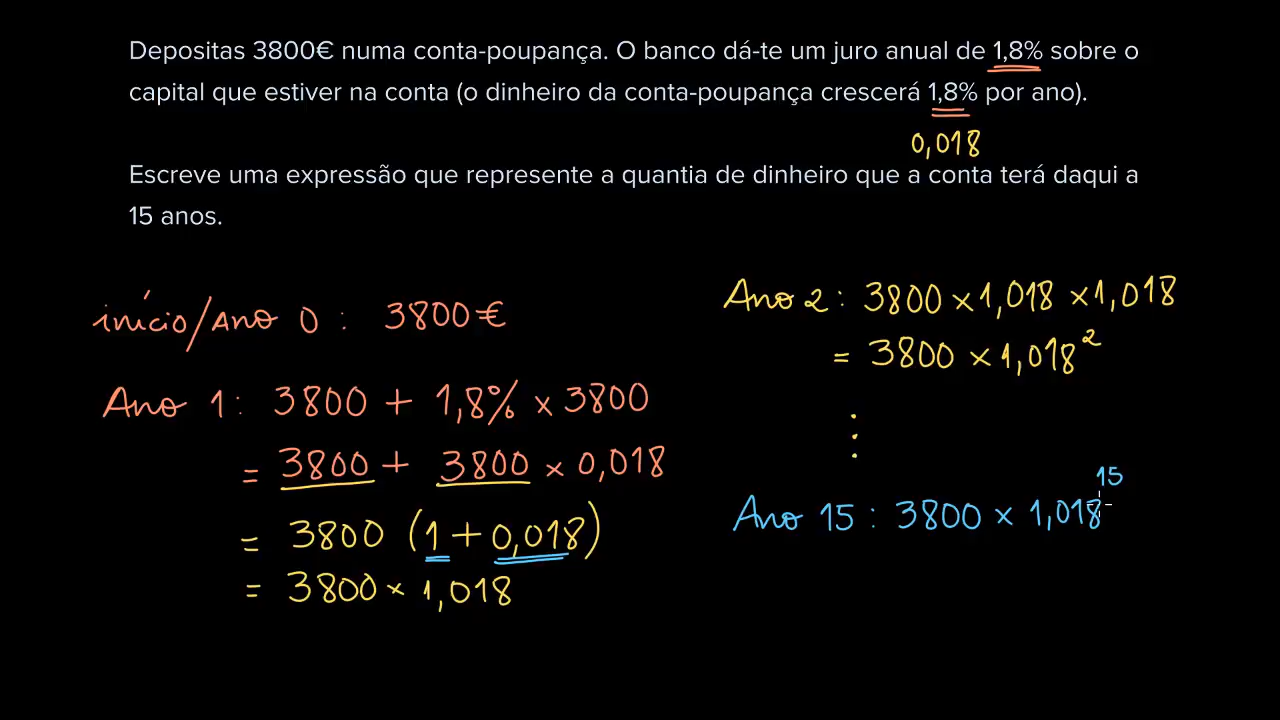 Depositas 3800€ numa conta-poupança. O banco dá-te um juro anual de 1,8% sobre o
capital que estiver na conta (o dinheiro da conta-poupança crescerá 1,8% por ano).
0,018
Escreve uma expressão que represente a quantia de dinheiro que a conta terá daqui a
15 anos.
início/Ano 0 : 3800€
Ano 1 : 3800 + 1,8% × 3800
= 3800 + 3800 × 0,018
= 3800 (1 + 0,018)
= 3800 × 1,018
Ano 2 : 3800 × 1,018 × 1,018
= 3800 × 1,018²
⋮
Ano 15 : 3800 × 1,018¹⁵